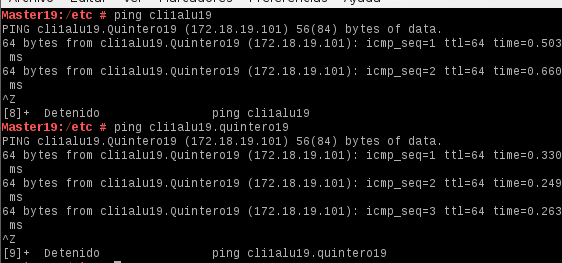 Archivo Editar Ver Marcadores Preferencias Ayuda
Master19:/etc # ping cli1alu19
PING cli1alu19.Quintero19 (172.18.19.101) 56(84) bytes of data.
64 bytes from cli1alu19.Quintero19 (172.18.19.101): icmp_seq=1 ttl=64 time=0.503
 ms
64 bytes from cli1alu19.Quintero19 (172.18.19.101): icmp_seq=2 ttl=64 time=0.660
 ms
^Z
[8]+  Detenido                ping cli1alu19
Master19:/etc # ping cli1alu19.quintero19
PING cli1alu19.Quintero19 (172.18.19.101) 56(84) bytes of data.
64 bytes from cli1alu19.Quintero19 (172.18.19.101): icmp_seq=1 ttl=64 time=0.330
 ms
64 bytes from cli1alu19.Quintero19 (172.18.19.101): icmp_seq=2 ttl=64 time=0.249
 ms
64 bytes from cli1alu19.Quintero19 (172.18.19.101): icmp_seq=3 ttl=64 time=0.263
 ms
^Z
[9]+  Detenido                ping cli1alu19.quintero19